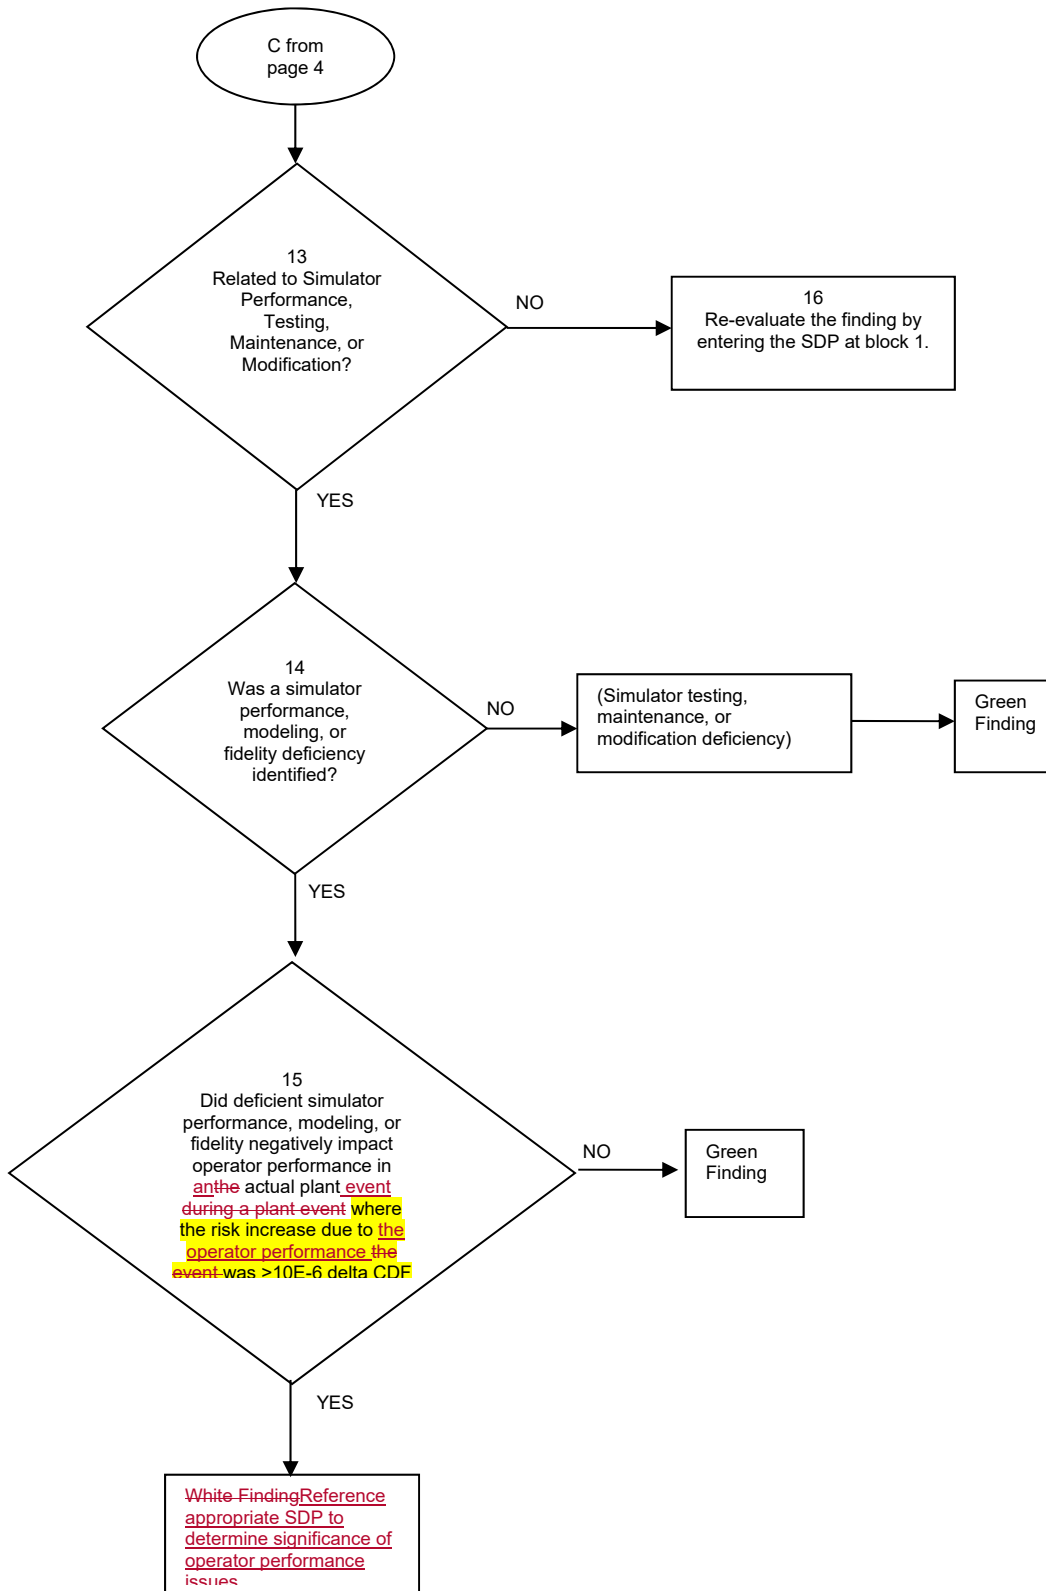 C from
page 4
13
Related to Simulator
Performance,
Testing,
Maintenance, or
Modification?
NO
16
Re-evaluate the finding by
entering the SDP at block 1.
YES
14
Was a simulator
performance,
modeling, or
fidelity deficiency
identified?
NO
(Simulator testing,
maintenance, or
modification deficiency)
Green
Finding
YES
15
Did deficient simulator
performance, modeling, or
fidelity negatively impact
operator performance in
anthe actual plant event
during a plant event where
the risk increase due to the
operator performance the
event was >10E-6 delta CDF
NO
Green
Finding
YES
White FindingReference
appropriate SDP to
determine significance of
operator performance
issues